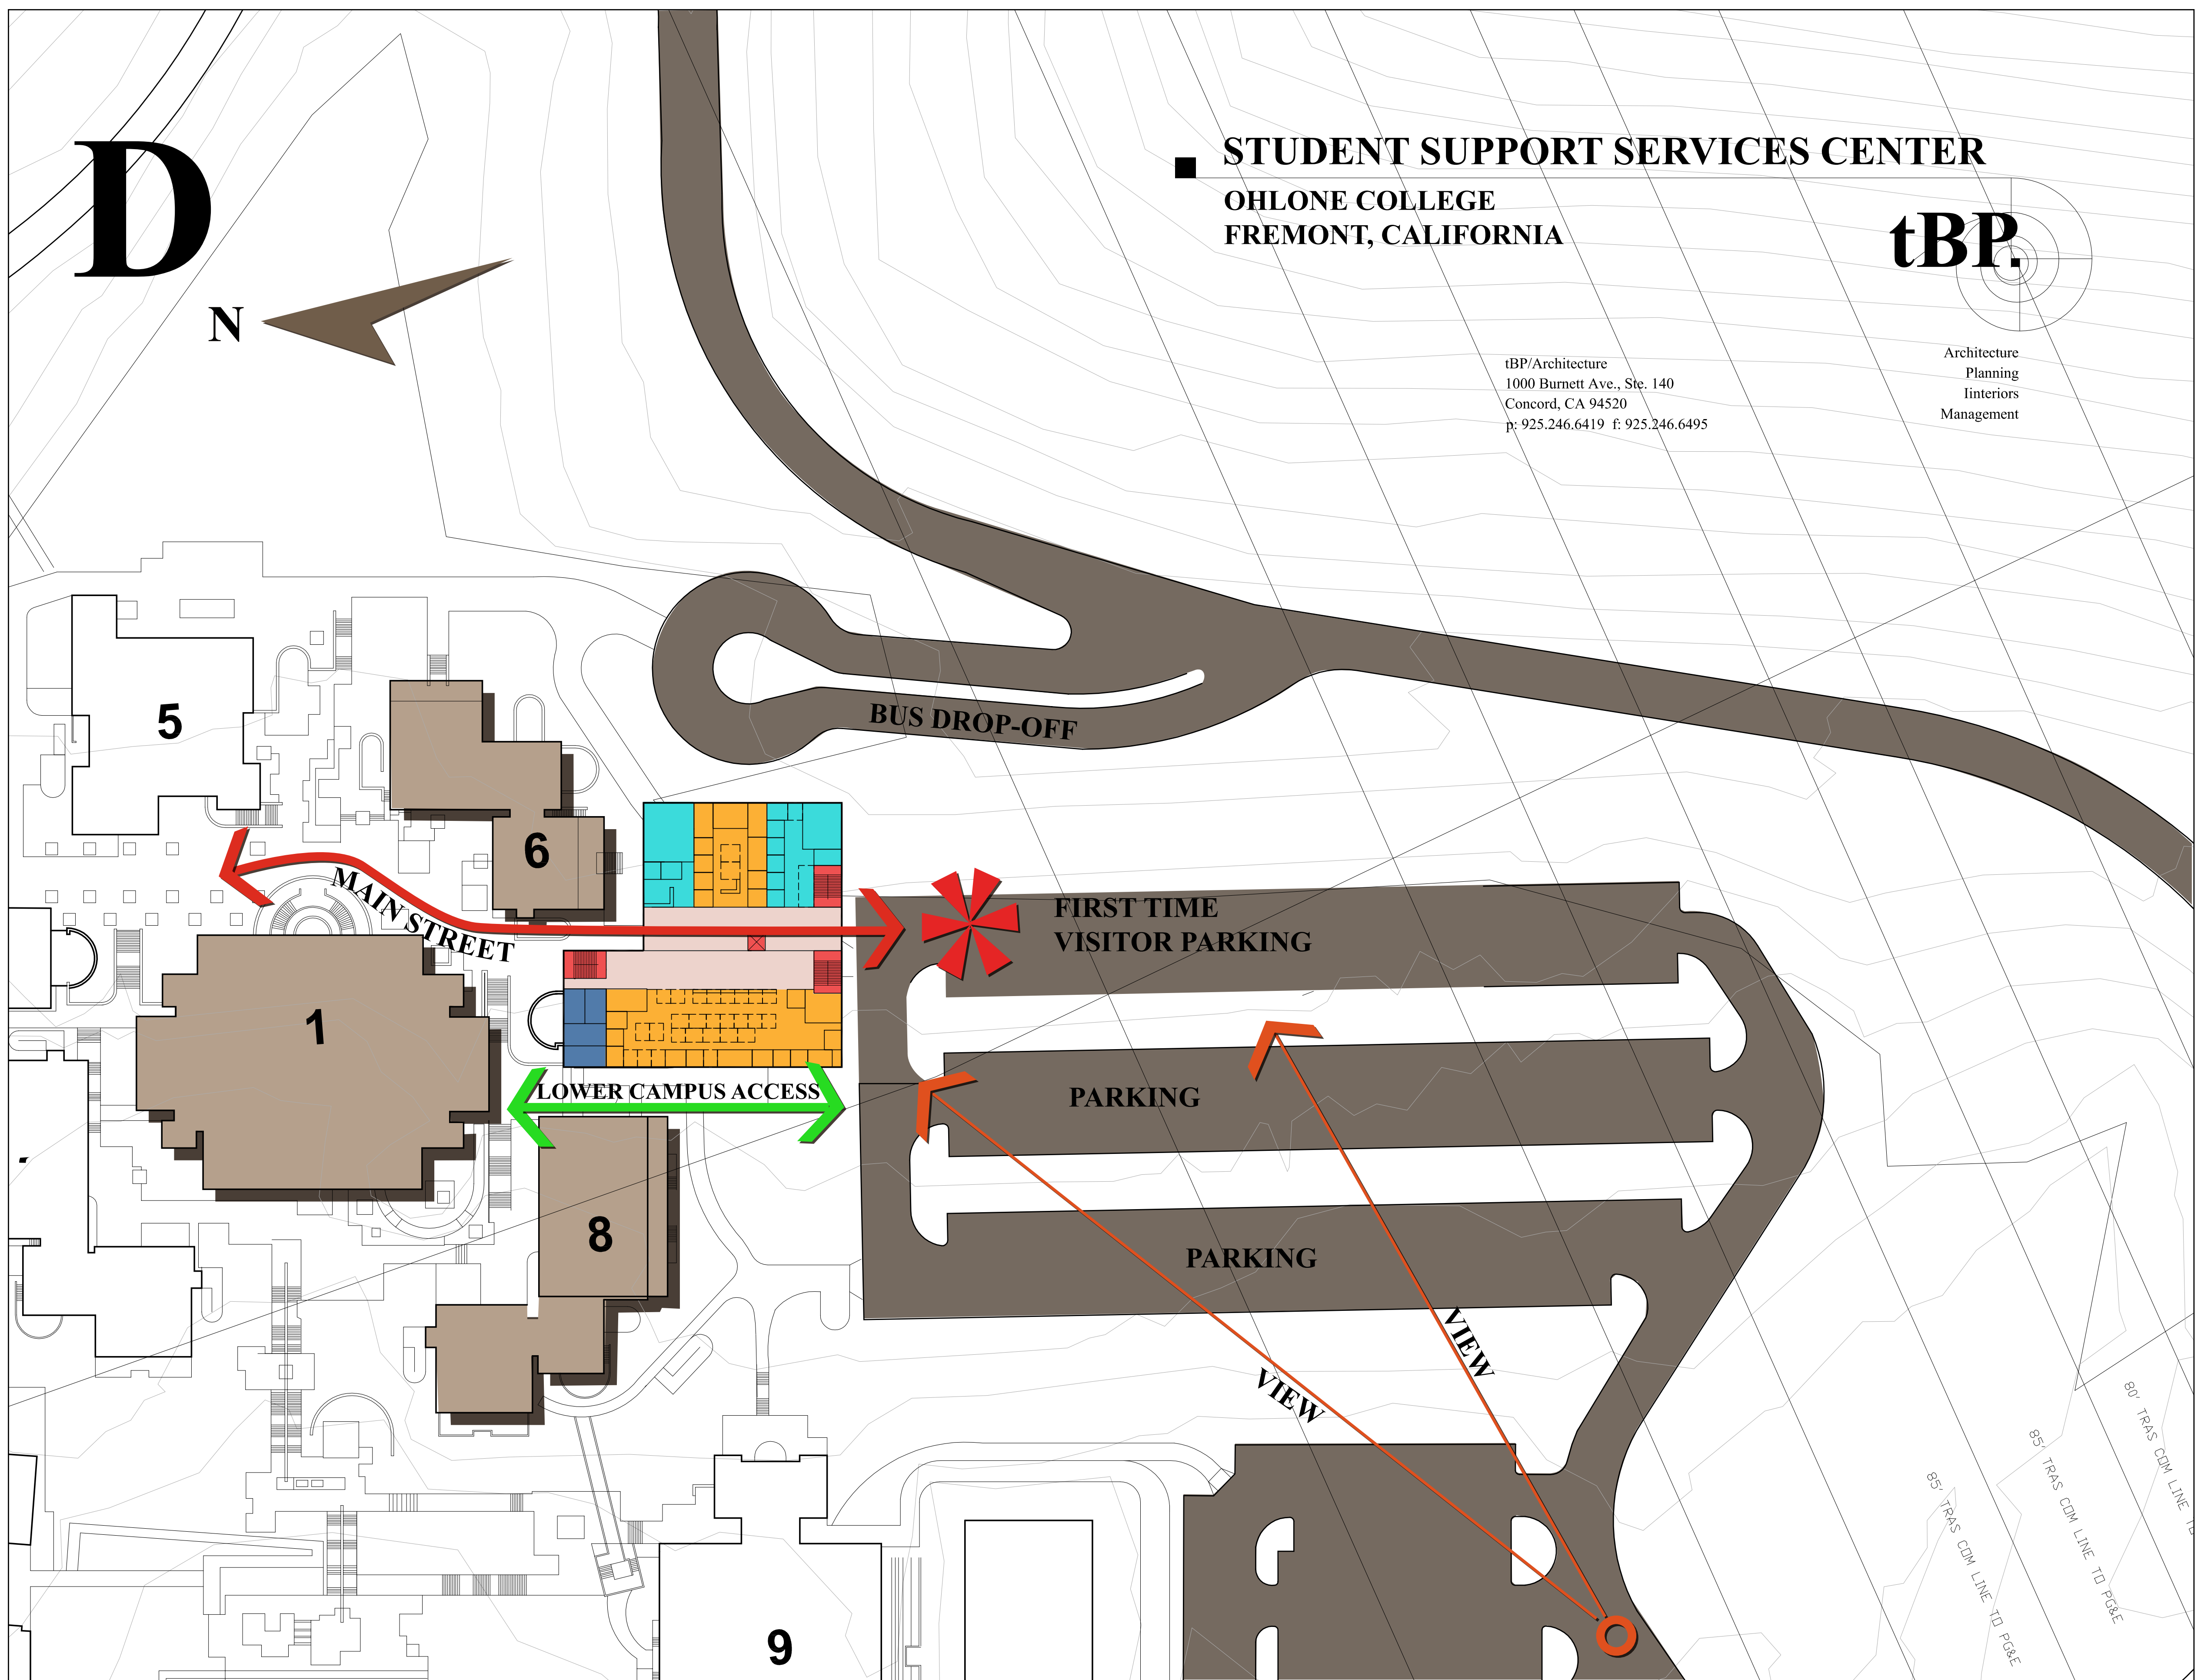 D
N
STUDENT SUPPORT SERVICES CENTER
OHLONE COLLEGE
FREMONT, CALIFORNIA
tBP.
tBP/Architecture
1000 Burnett Ave., Ste. 140
Concord, CA 94520
p: 925.246.6419 f: 925.246.6495
Architecture
Planning
Iinteriors
Management
5
BUS DROP-OFF
6
MAIN STREET
FIRST TIME
VISITOR PARKING
1
LOWER CAMPUS ACCESS
PARKING
8
PARKING
VIEW
VIEW
9
85' TRAS COM LINE TO PG&E
85' TRAS COM LINE TO PG&E
80' TRAS COM LINE